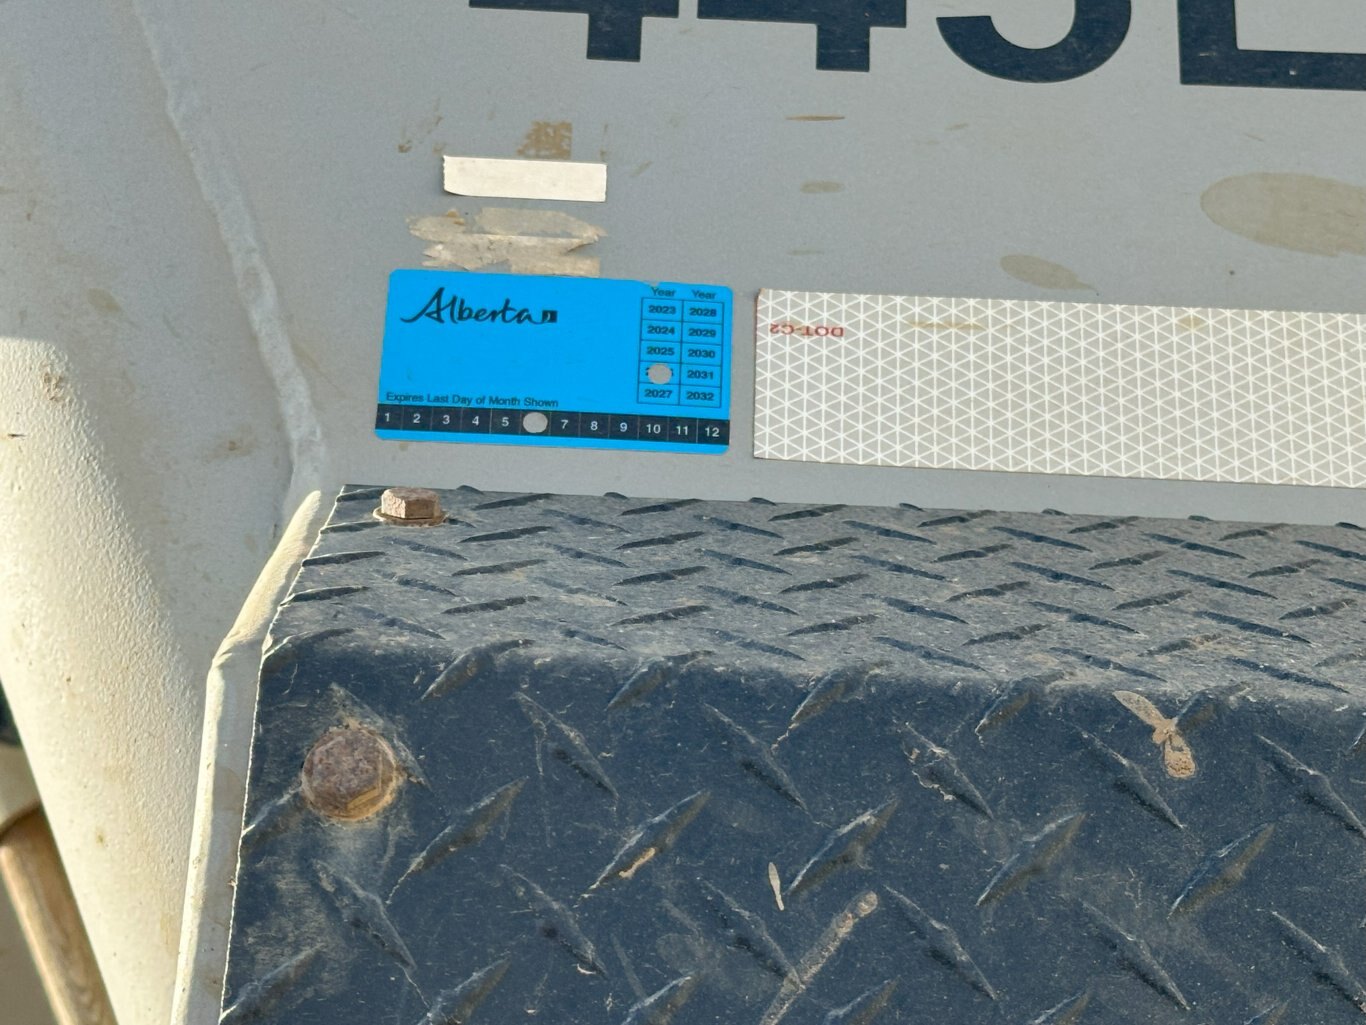 443
Alberta
Year Year
2023 2028
2024 2029
2025 2030
2031
2027 2032
Expires Last Day of Month Shown
1 2 3 4 5 7 8 9 10 11 12
DOT-C2